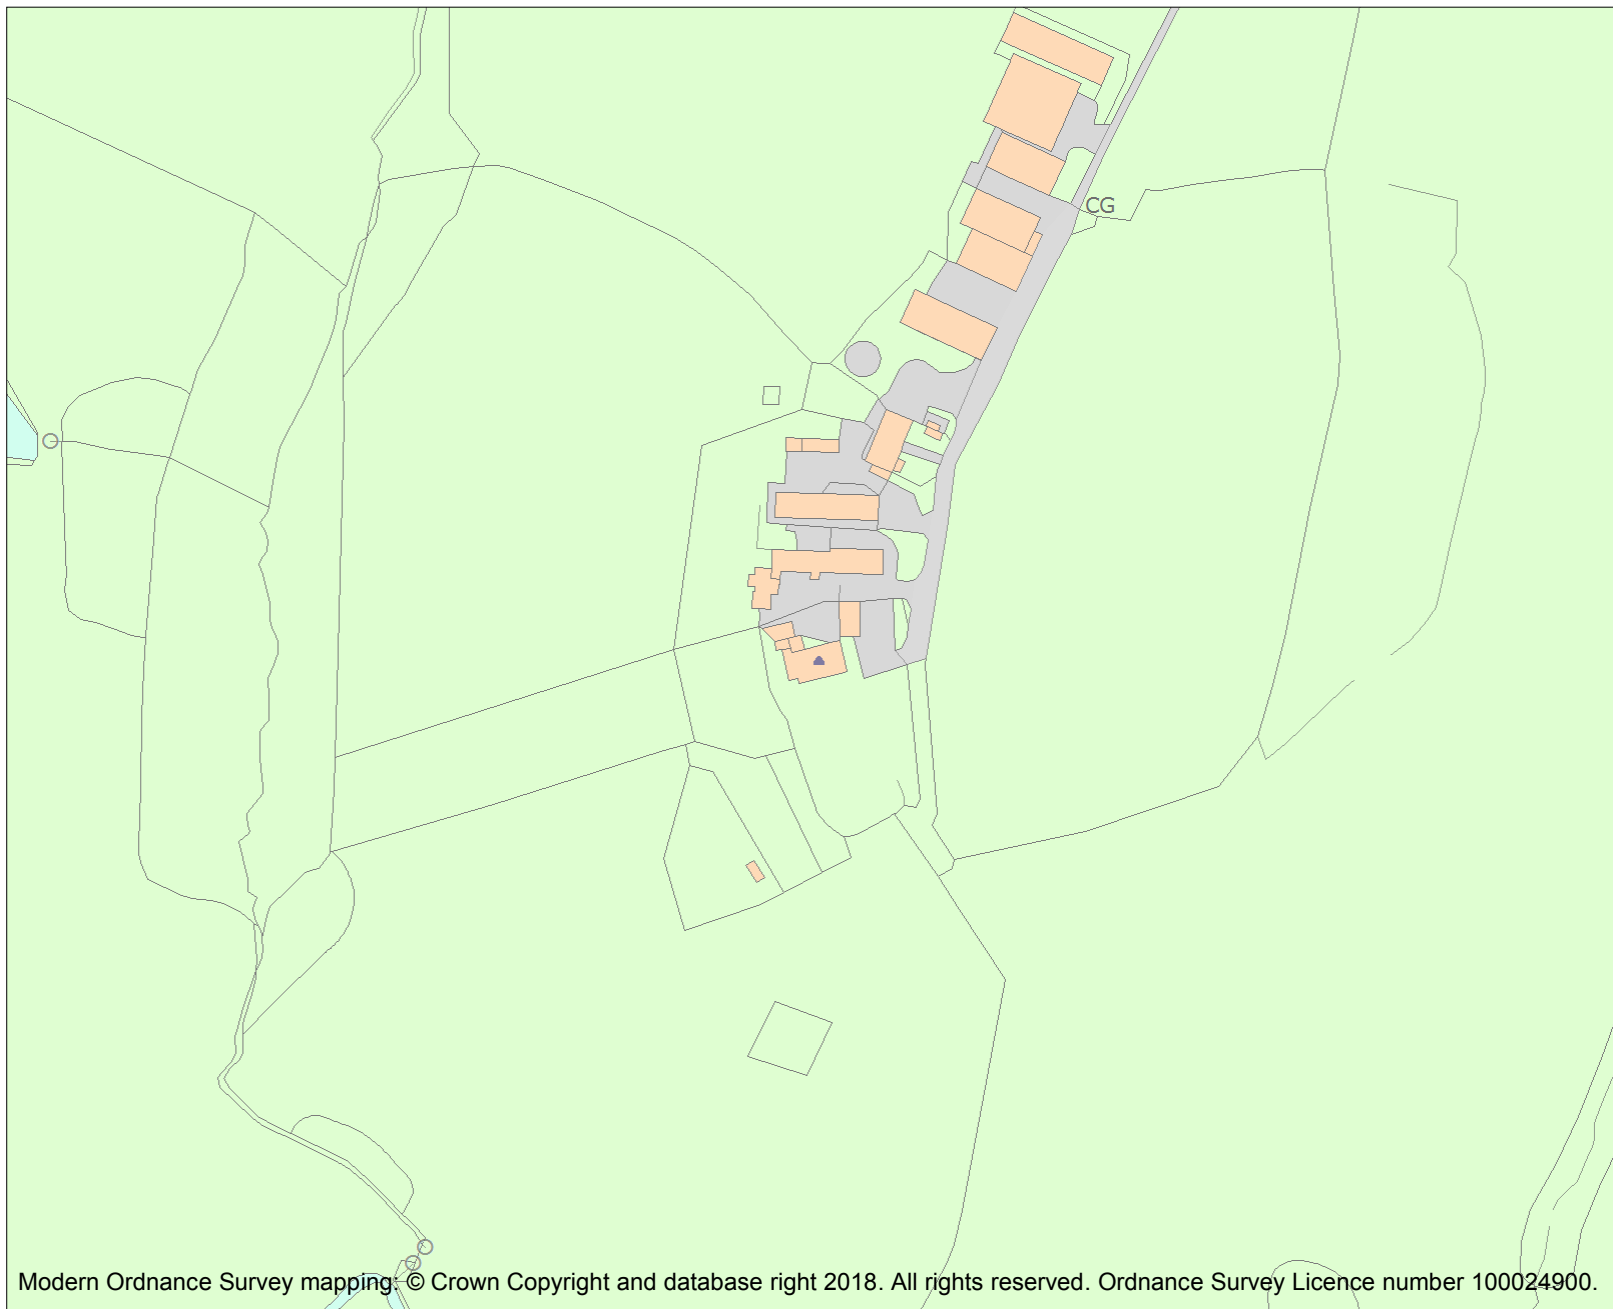 CG
Modern Ordnance Survey mapping: © Crown Copyright and database right 2018. All rights reserved. Ordnance Survey Licence number 100024900.